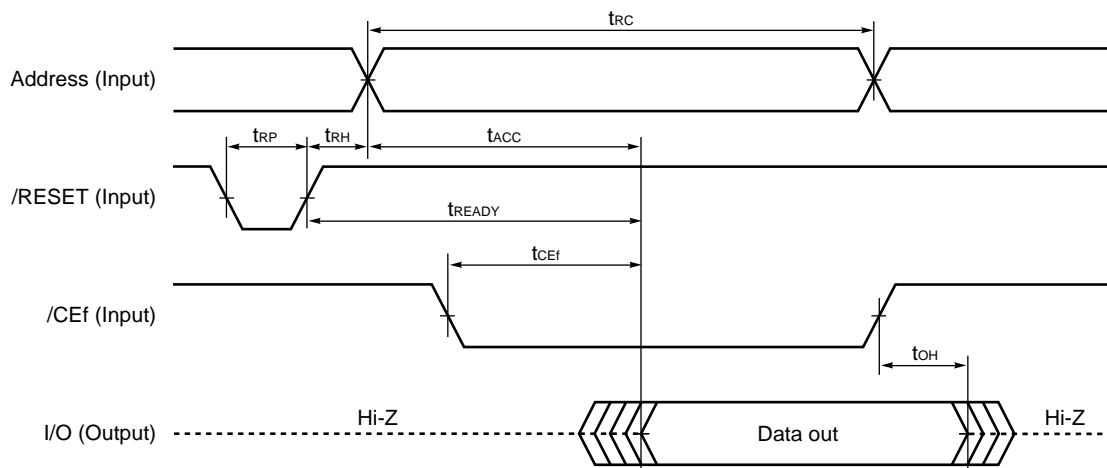 tRC
Address (Input)
tRP
tRH
tACC
/RESET (Input)
tREADY
tCEf
/CEf (Input)
tOH
Hi-Z
Hi-Z
I/O (Output)
Data out